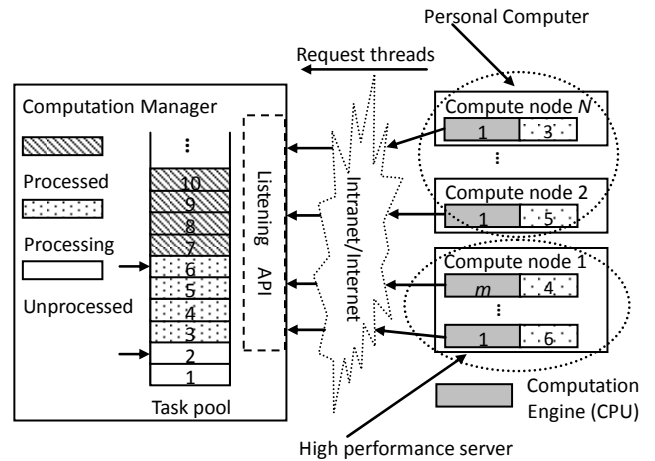 Personal Computer
Request threads
Computation Manager
Processed
Processing
Unprocessed
...
10
9
8
7
6
5
4
3
2
1
Task pool
Listening API
Intranet/Internet
Compute node N
1 3
...
Compute node 2
1 5
Compute node 1
m 4
...
1 6
Computation
Engine (CPU)
High performance server